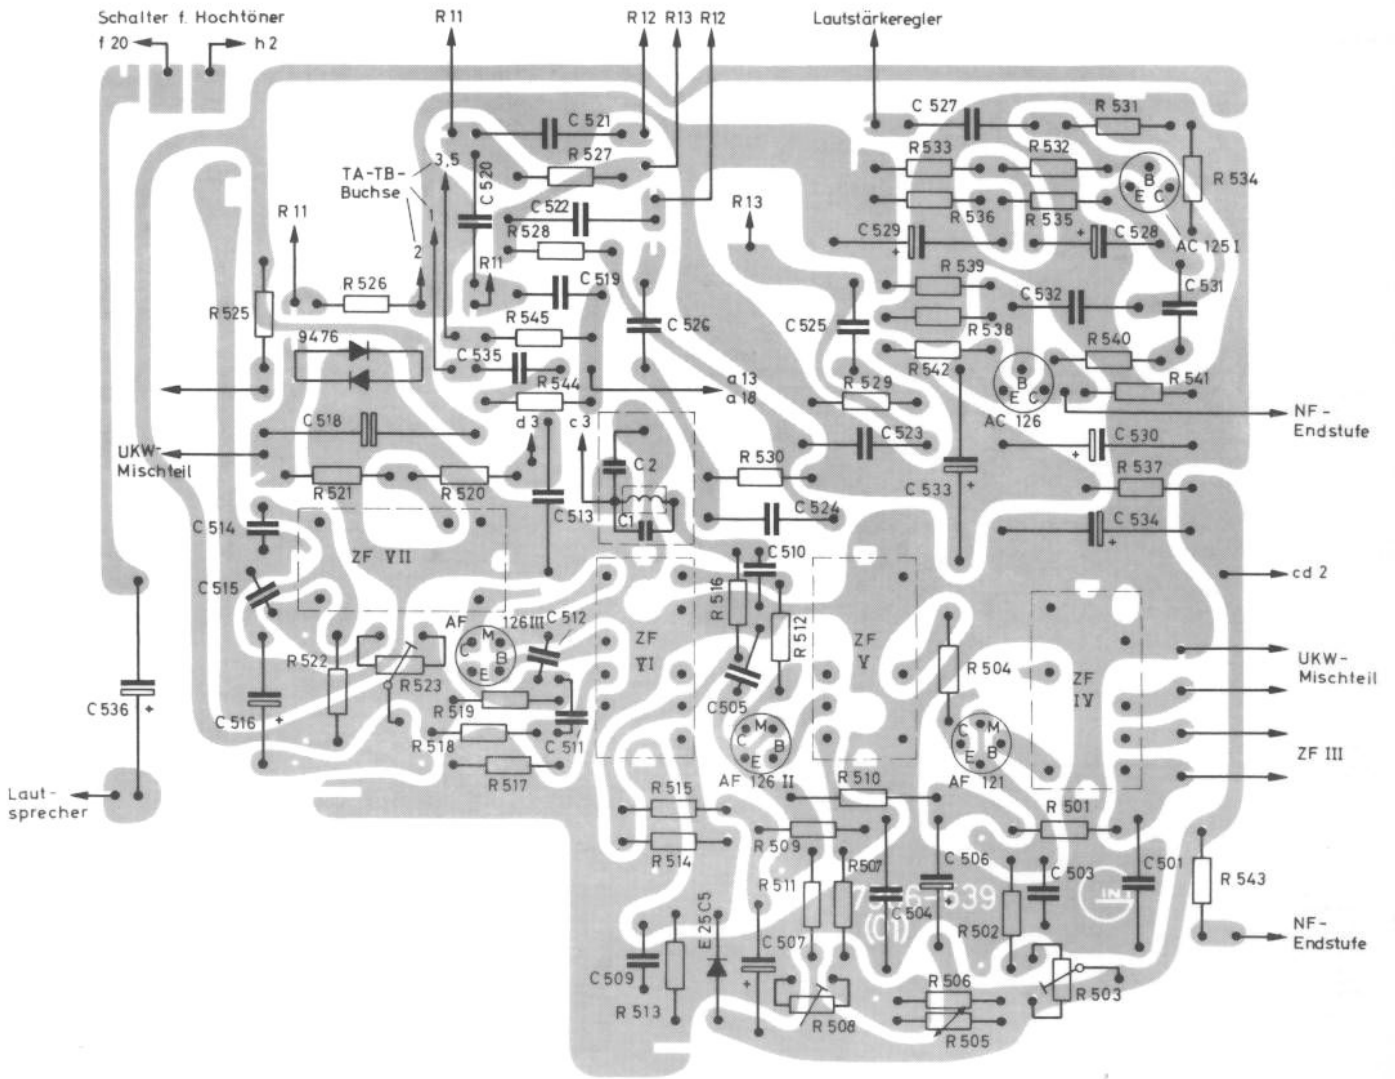 Schalter f. Hochtöner
f 20
h 2
R 11
R 12
R 13
R 12
Lautstärkeregler
C 527
R 531
C 521
R 527
R 533
R 532
B
E C
R 534
TA-TB-
Buchse
3,5
1
2
C 520
C 522
R 528
R 13
R 536
R 535
C 529
+
+
C 528
AC 125 I
R 11
R 526
R 11
C 519
R 539
C 532
C 531
R 525
R 545
C 526
C 525
R 538
R 540
9476
C 535
R 544
a 13
a 18
R 529
R 542
B
E C
AC 126
R 541
NF-
Endstufe
C 518
d 3
c 3
C 523
C 530
+
UKW-
Mischteil
R 521
R 520
C 2
R 530
C 533
R 537
C 514
C 513
C1
C 524
C 534
+
ZF VII
C 510
cd 2
C 515
R 516
AF 126 III
C 512
M
C B
E
ZF
VI
R 512
ZF
V
R 504
UKW-
Mischteil
R 522
R 523
ZF
IV
C 536
+
C 516
+
R 519
C 505
R 518
C 511
M
C B
E
AF 126 II
C M
E B
AF 121
ZF III
R 517
R 510
Laut-
sprecher
R 515
R 509
R 501
R 514
R 511
R 507
C 506
+
C 503
C 501
R 543
7306-539
(01)
C 504
R 502
E 25 C5
C 507
+
NF-
Endstufe
C 509
R 513
R 508
R 506
R 505
R 503